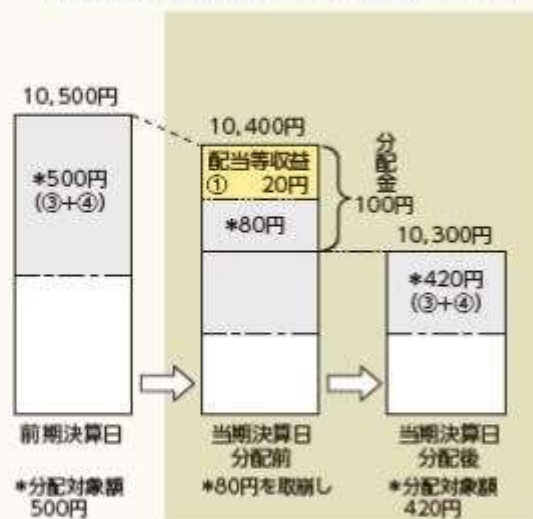 10,500円
*500円
(③+④)
前期決算日
*分配対象額
500円
10,400円
配当等収益
① 20円
*80円
分配金
100円
当期決算日
分配前
*80円を取崩し
10,300円
*420円
(③+④)
当期決算日
分配後
*分配対象額
420円